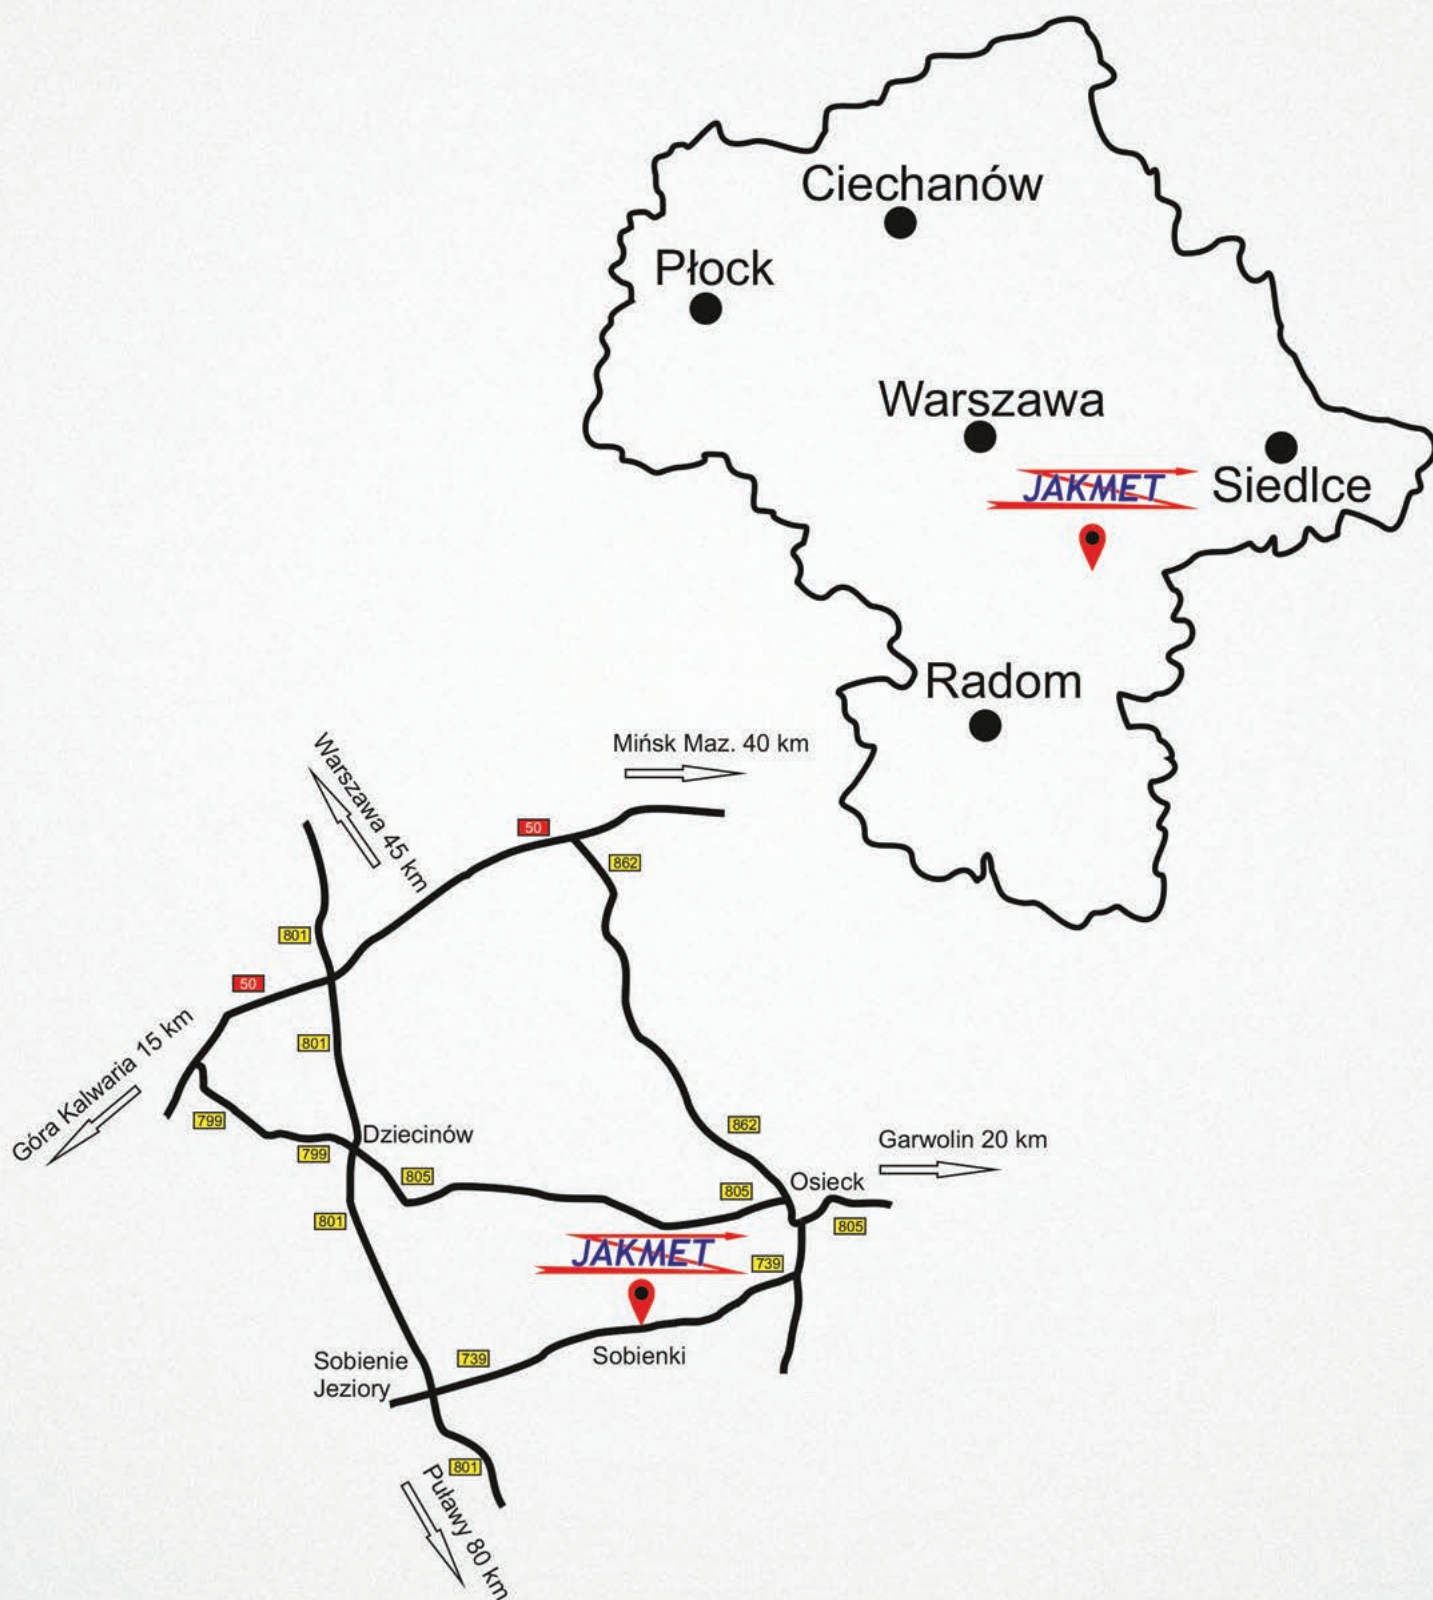 Ciechanów
Płock
Warszawa
JAKMET
Siedlce
Radom
Mińsk Maz. 40 km
Warszawa 45 km
50
862
801
50
801
Góra Kalwaria 15 km
799
Dziecinów
799
805
862
Garwolin 20 km
805
Osieck
801
805
JAKMET
739
Sobienie
Jeziory
739
Sobienki
801
Puławy 80 km